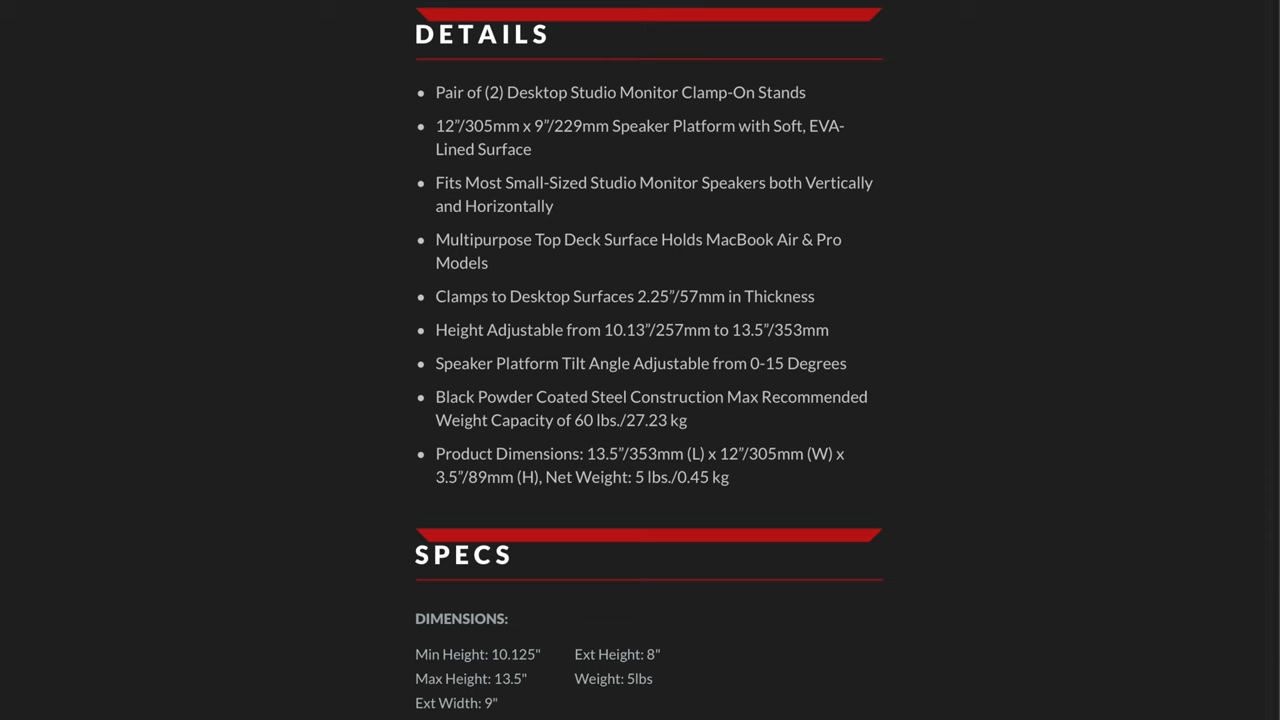 DETAILS
• Pair of (2) Desktop Studio Monitor Clamp-On Stands
• 12”/305mm x 9”/229mm Speaker Platform with Soft, EVA-
Lined Surface
• Fits Most Small-Sized Studio Monitor Speakers both Vertically
and Horizontally
• Multipurpose Top Deck Surface Holds MacBook Air & Pro
Models
• Clamps to Desktop Surfaces 2.25”/57mm in Thickness
• Height Adjustable from 10.13”/257mm to 13.5”/353mm
• Speaker Platform Tilt Angle Adjustable from 0-15 Degrees
• Black Powder Coated Steel Construction Max Recommended
Weight Capacity of 60 lbs./27.23 kg
• Product Dimensions: 13.5”/353mm (L) x 12”/305mm (W) x
3.5”/89mm (H), Net Weight: 5 lbs./0.45 kg
SPECS
DIMENSIONS:
Min Height: 10.125" Ext Height: 8"
Max Height: 13.5" Weight: 5lbs
Ext Width: 9"